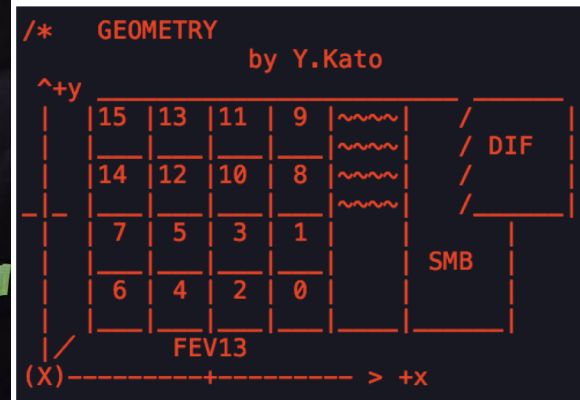 /*   GEOMETRY
by Y.Kato
^+y
15 |13 |11 | 9 |~~~~| /
~~~~ / DIF
14 |12 |10 | 8 |~~~~| /
~~~~ /
7 | 5 | 3 | 1 |
SMB
6 | 4 | 2 | 0 |
/ FEV13
(X)---------+--------- > +x